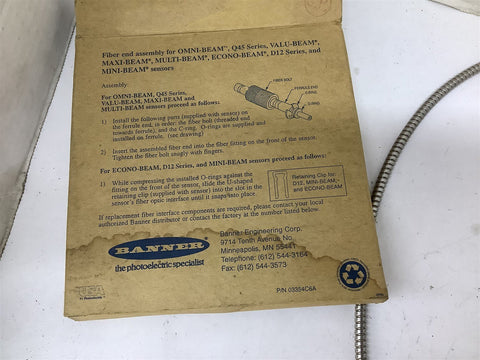 Fiber end assembly for OMNI-BEAM™, Q45 Series, VALU-BEAM®,
MAXI-BEAM®, MULTI-BEAM®, ECONO-BEAM®, D12 Series, and
MINI-BEAM® sensors
Assembly:
For OMNI-BEAM, Q45 Series,
VALU-BEAM, MAXI-BEAM and
MULTI-BEAM sensors proceed as follows:
FIBER BOLT
FERRULE END
O-RING
1) Install the following parts (supplied with sensor) on
the ferrule end, in order: the fiber bolt (threaded end
towards ferrule), and the O-ring. O-rings are supplied and
installed on ferrule. (see drawing)
2) Insert the assembled fiber end into the fiber fitting on the front of the sensor.
Tighten the fiber bolt snugly with fingers.
For ECONO-BEAM, D12 Series, and MINI-BEAM sensors proceed as follows:
1) While compressing the installed O-rings against the
fitting on the front of the sensor, slide the U-shaped
retaining clip (supplied with sensor) into the slot in the
sensor's fiber optic interface until it snaps into place.
Retaining Clip for
D12, MINI-BEAM,
and ECONO-BEAM
If replacement fiber interface components are required, please contact your local
authorized Banner distributor or contact the factory at the number listed below.
BANNER
the photoelectric specialist
Banner Engineering Corp.
9714 Tenth Avenue No.
Minneapolis, MN 55441
Telephone: (612) 544-3164
Fax: (612) 544-3573
P/N 03354C6A